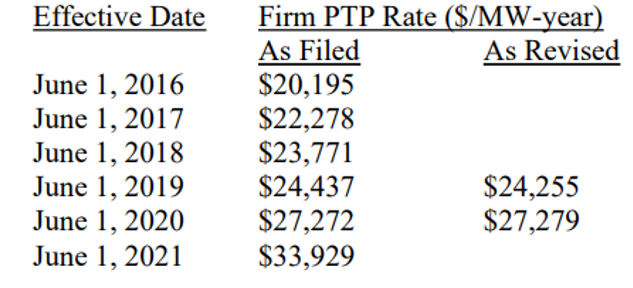 Effective Date Firm PTP Rate ($/MW-year)
As Filed As Revised
June 1, 2016 $20,195
June 1, 2017 $22,278
June 1, 2018 $23,771
June 1, 2019 $24,437 $24,255
June 1, 2020 $27,272 $27,279
June 1, 2021 $33,929